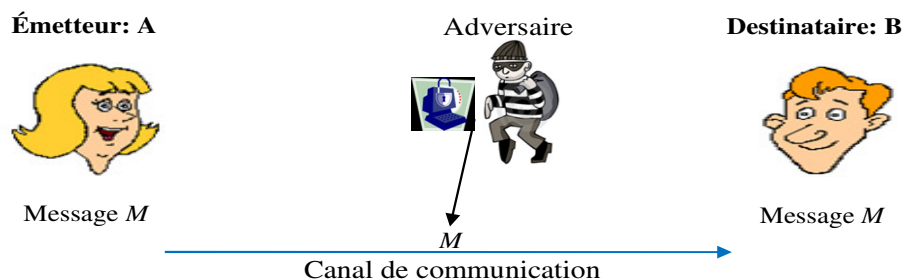 Émetteur: A
Adversaire
Destinataire: B
Message M
Message M
M
Canal de communication